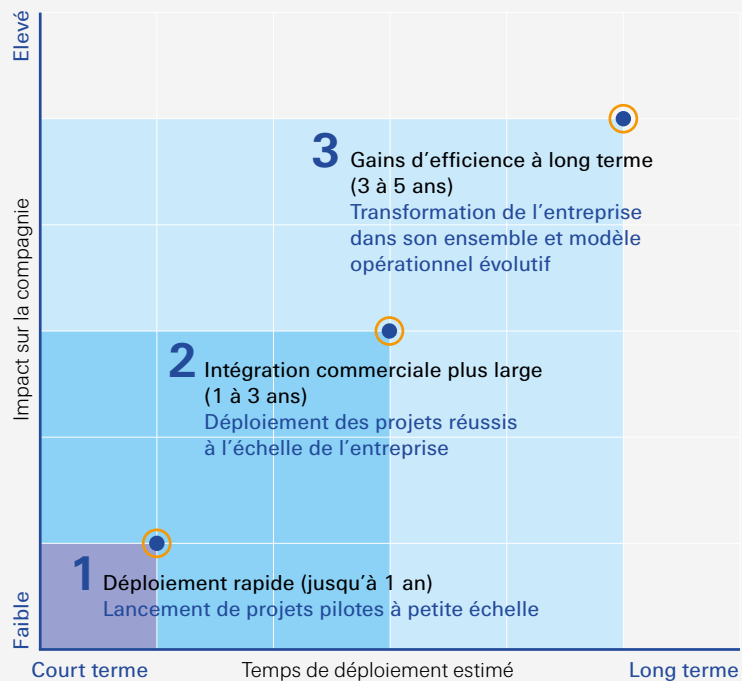 Elevé
Impact sur la compagnie
Faible
3 Gains d’efficience à long terme
(3 à 5 ans)
Transformation de l’entreprise
dans son ensemble et modèle
opérationnel évolutif
2 Intégration commerciale plus large
(1 à 3 ans)
Déploiement des projets réussis
à l’échelle de l’entreprise
1 Déploiement rapide (jusqu’à 1 an)
Lancement de projets pilotes à petite échelle
Court terme Temps de déploiement estimé Long terme